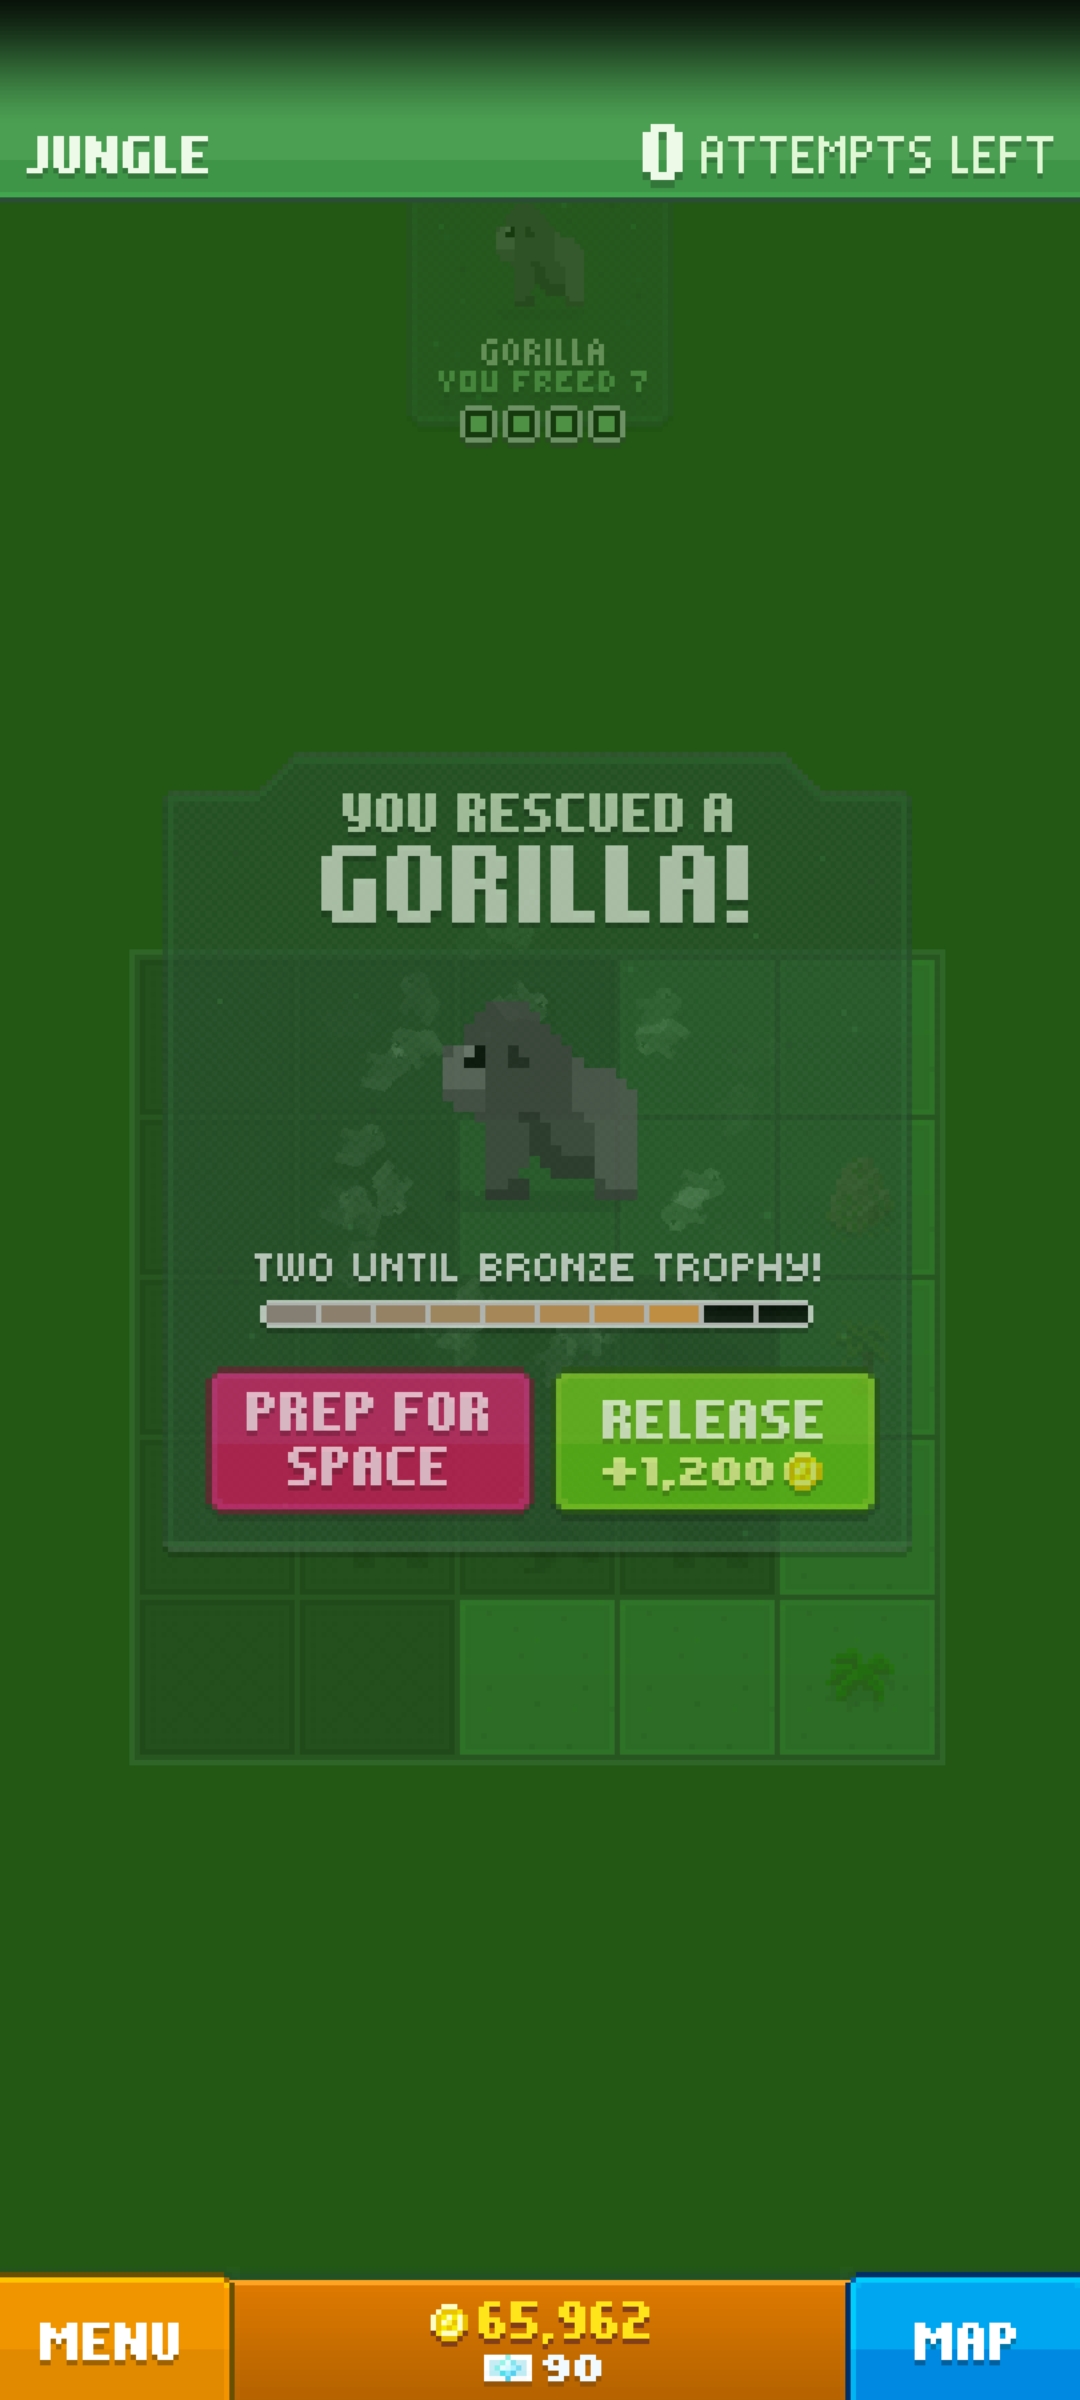 JUNGLE
0 ATTEMPTS LEFT
GORILLA
YOU FREED 7
YOU RESCUED A
GORILLA!
TWO UNTIL BRONZE TROPHY!
PREP FOR
SPACE
RELEASE
+1,200
MENU
65,962
90
MAP